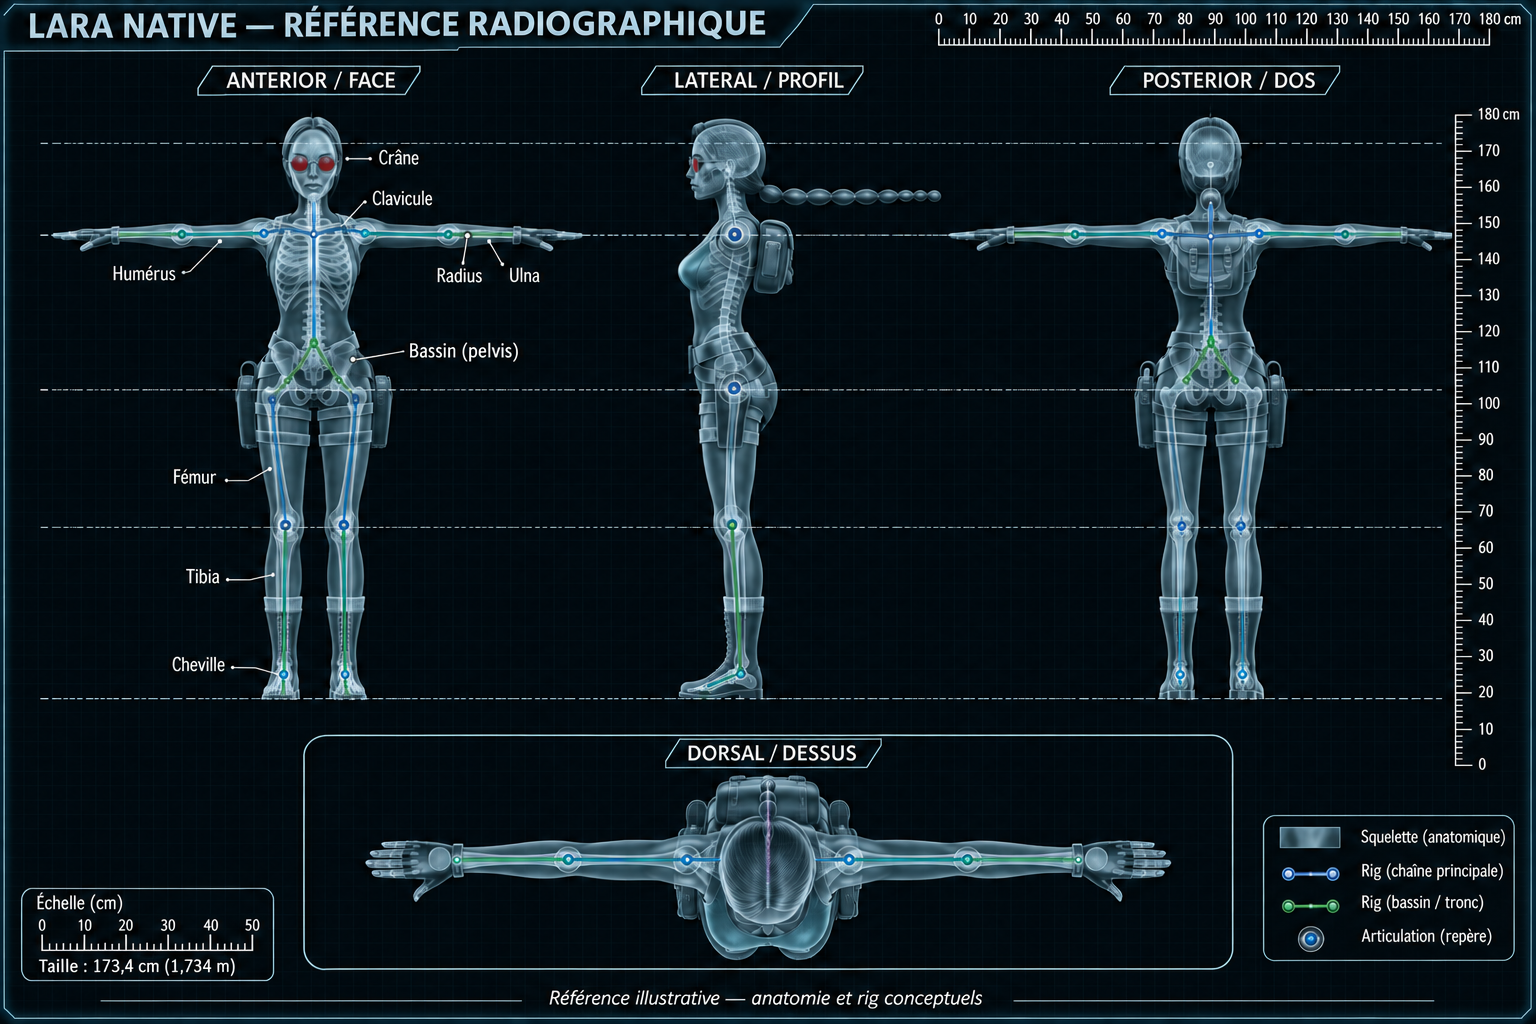 LARA NATIVE — RÉFÉRENCE RADIOGRAPHIQUE
0 10 20 30 40 50 60 70 80 90 100 110 120 130 140 150 160 170 180 cm
ANTERIOR / FACE
LATERAL / PROFIL
POSTERIOR / DOS
Crâne
Clavicule
Humérus
Radius
Ulna
Bassin (pelvis)
Fémur
Tibia
Cheville
180 cm
170
160
150
140
130
120
110
100
90
80
70
60
50
40
30
20
10
0
DORSAL / DESSUS
Échelle (cm)
0 10 20 30 40 50
Taille : 173,4 cm (1,734 m)
Squelette (anatomique)
Rig (chaîne principale)
Rig (bassin / tronc)
Articulation (repère)
Référence illustrative — anatomie et rig conceptuels